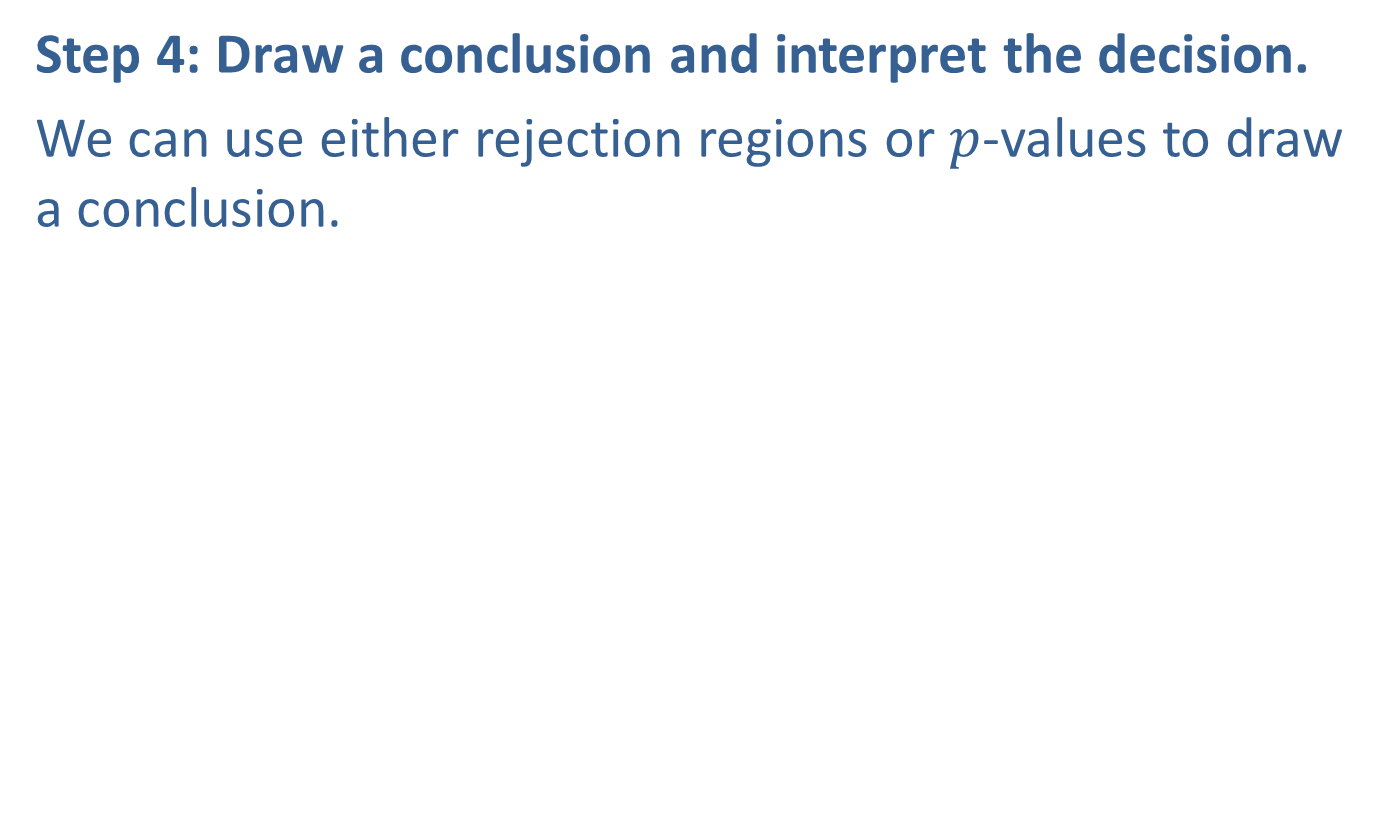 Step 4: Draw a conclusion and interpret the decision.
We can use either rejection regions or p-values to draw
a conclusion.